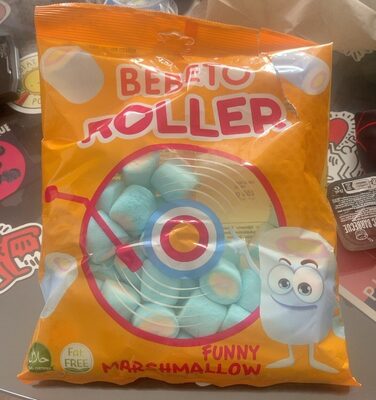 BEBETO
ROLLER
FUNNY
MARSHMALLOW
Fat
FREE